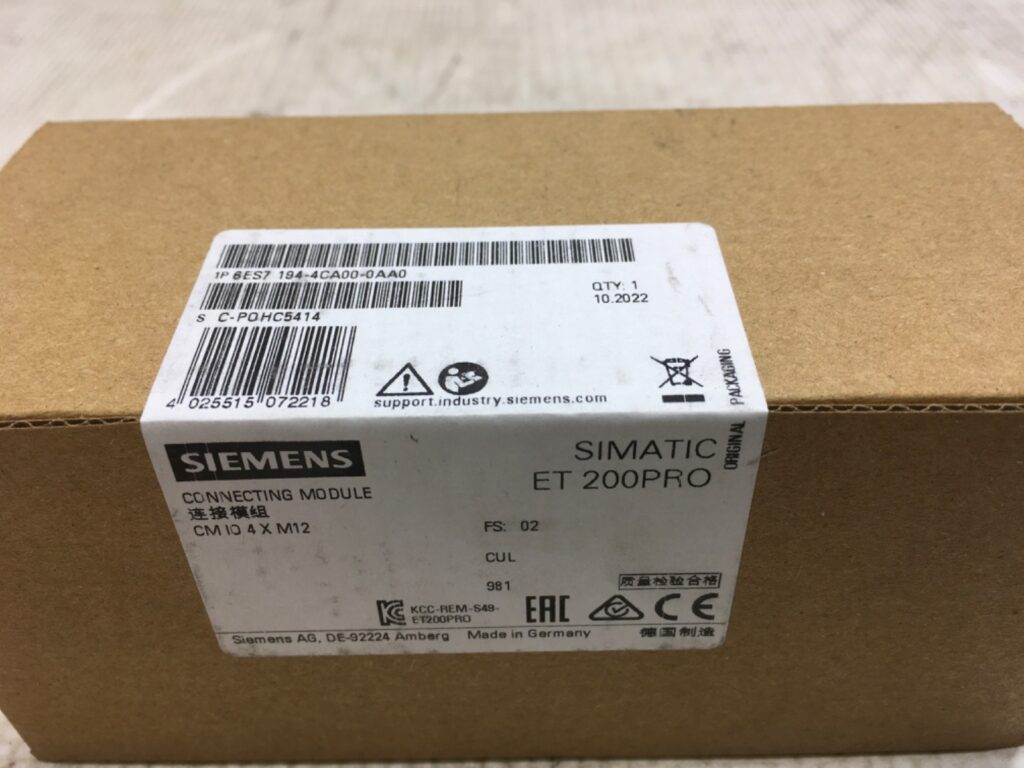 1P 6ES7 194-4CA00-0AA0
QTY: 1
10.2022
S C-PQHC5414
4 025515 072218
support.industry.siemens.com
ORIGINAL PACKAGING
SIEMENS
SIMATIC
ET 200PRO
CONNECTING MODULE
连接模组
CM IO 4 X M12
FS: 02
CUL
981
质量检验合格
KCC-REM-S49-
ET200PRO
EAC
CE
Siemens AG, DE-92224 Amberg Made in Germany
德国制造